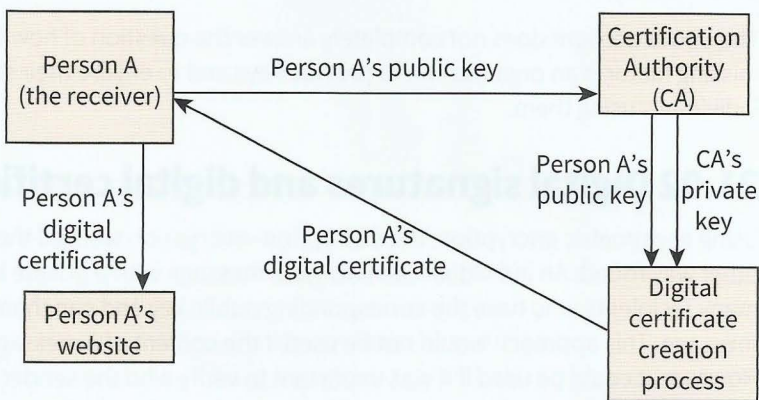 Person A
(the receiver)
Person A's public key
Certification
Authority
(CA)
Person A's
public key
CA's
private
key
Person A's
digital
certificate
Person A's
digital certificate
Person A's
website
Digital
certificate
creation
process